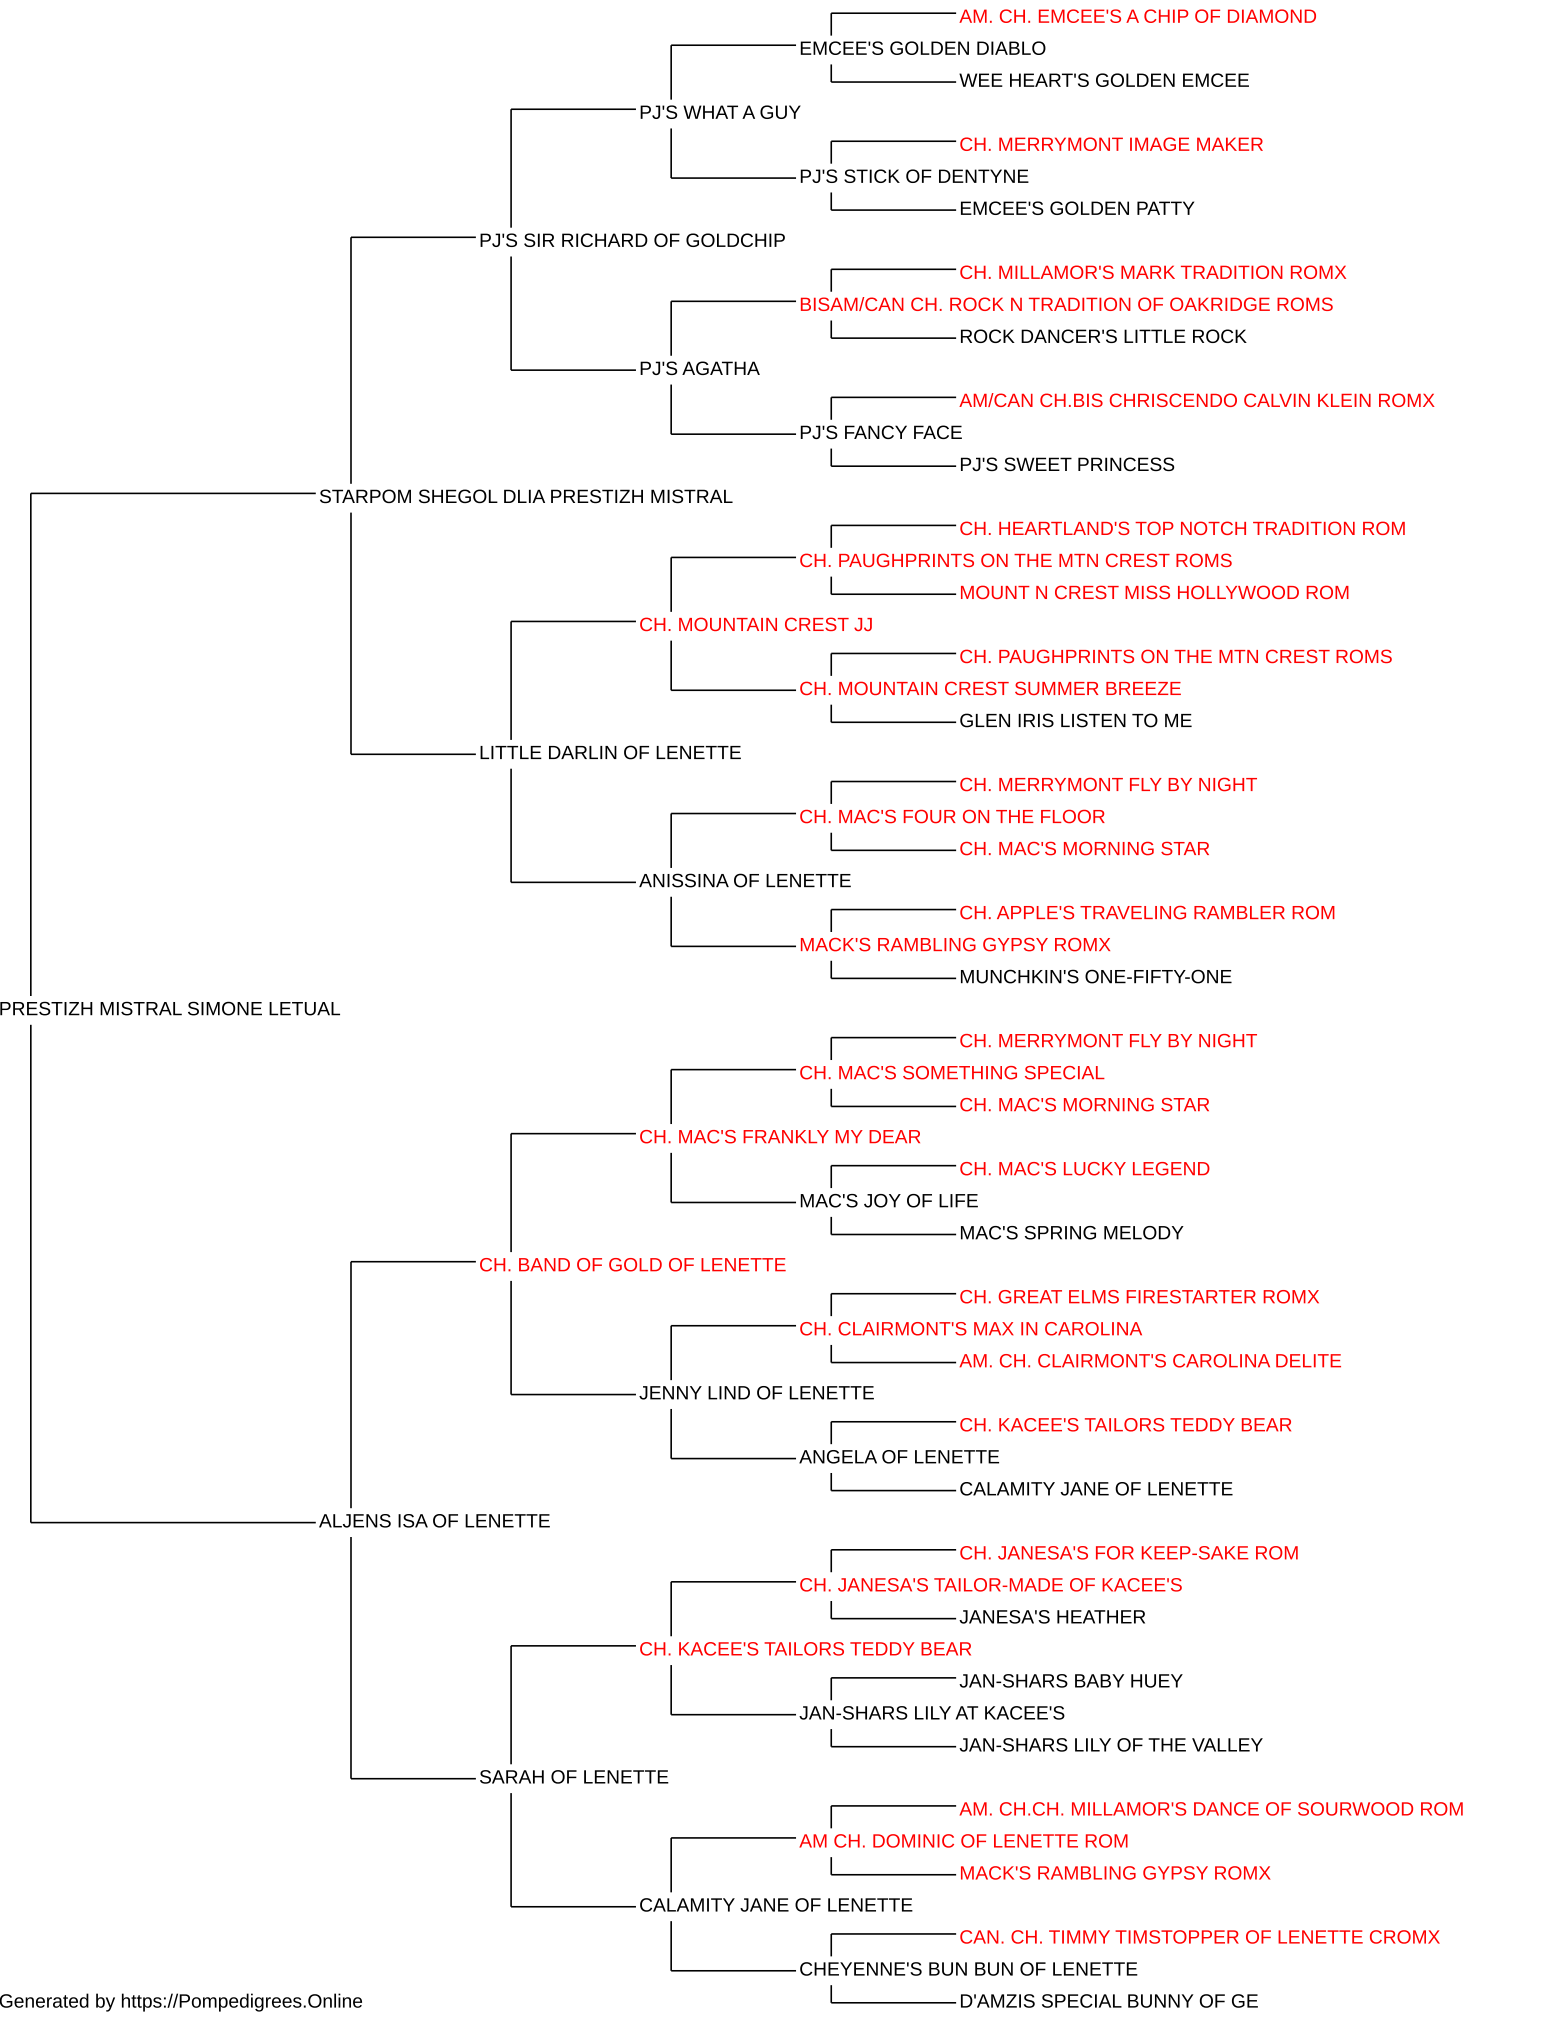 AM. CH. EMCEE'S A CHIP OF DIAMOND
EMCEE'S GOLDEN DIABLO
WEE HEART'S GOLDEN EMCEE
PJ'S WHAT A GUY
CH. MERRYMONT IMAGE MAKER
PJ'S STICK OF DENTYNE
EMCEE'S GOLDEN PATTY
PJ'S SIR RICHARD OF GOLDCHIP
CH. MILLAMOR'S MARK TRADITION ROMX
BISAM/CAN CH. ROCK N TRADITION OF OAKRIDGE ROMS
ROCK DANCER'S LITTLE ROCK
PJ'S AGATHA
AM/CAN CH.BIS CHRISCENDO CALVIN KLEIN ROMX
PJ'S FANCY FACE
PJ'S SWEET PRINCESS
STARPOM SHEGOL DLIA PRESTIZH MISTRAL
CH. HEARTLAND'S TOP NOTCH TRADITION ROM
CH. PAUGHPRINTS ON THE MTN CREST ROMS
MOUNT N CREST MISS HOLLYWOOD ROM
CH. MOUNTAIN CREST JJ
CH. PAUGHPRINTS ON THE MTN CREST ROMS
CH. MOUNTAIN CREST SUMMER BREEZE
GLEN IRIS LISTEN TO ME
LITTLE DARLIN OF LENETTE
CH. MERRYMONT FLY BY NIGHT
CH. MAC'S FOUR ON THE FLOOR
CH. MAC'S MORNING STAR
ANISSINA OF LENETTE
CH. APPLE'S TRAVELING RAMBLER ROM
MACK'S RAMBLING GYPSY ROMX
MUNCHKIN'S ONE-FIFTY-ONE
PRESTIZH MISTRAL SIMONE LETUAL
CH. MERRYMONT FLY BY NIGHT
CH. MAC'S SOMETHING SPECIAL
CH. MAC'S MORNING STAR
CH. MAC'S FRANKLY MY DEAR
CH. MAC'S LUCKY LEGEND
MAC'S JOY OF LIFE
MAC'S SPRING MELODY
CH. BAND OF GOLD OF LENETTE
CH. GREAT ELMS FIRESTARTER ROMX
CH. CLAIRMONT'S MAX IN CAROLINA
AM. CH. CLAIRMONT'S CAROLINA DELITE
JENNY LIND OF LENETTE
CH. KACEE'S TAILORS TEDDY BEAR
ANGELA OF LENETTE
CALAMITY JANE OF LENETTE
ALJENS ISA OF LENETTE
CH. JANESA'S FOR KEEP-SAKE ROM
CH. JANESA'S TAILOR-MADE OF KACEE'S
JANESA'S HEATHER
CH. KACEE'S TAILORS TEDDY BEAR
JAN-SHARS BABY HUEY
JAN-SHARS LILY AT KACEE'S
JAN-SHARS LILY OF THE VALLEY
SARAH OF LENETTE
AM. CH.CH. MILLAMOR'S DANCE OF SOURWOOD ROM
AM CH. DOMINIC OF LENETTE ROM
MACK'S RAMBLING GYPSY ROMX
CALAMITY JANE OF LENETTE
CAN. CH. TIMMY TIMSTOPPER OF LENETTE CROMX
CHEYENNE'S BUN BUN OF LENETTE
D'AMZIS SPECIAL BUNNY OF GE
Generated by https://Pompedigrees.Online